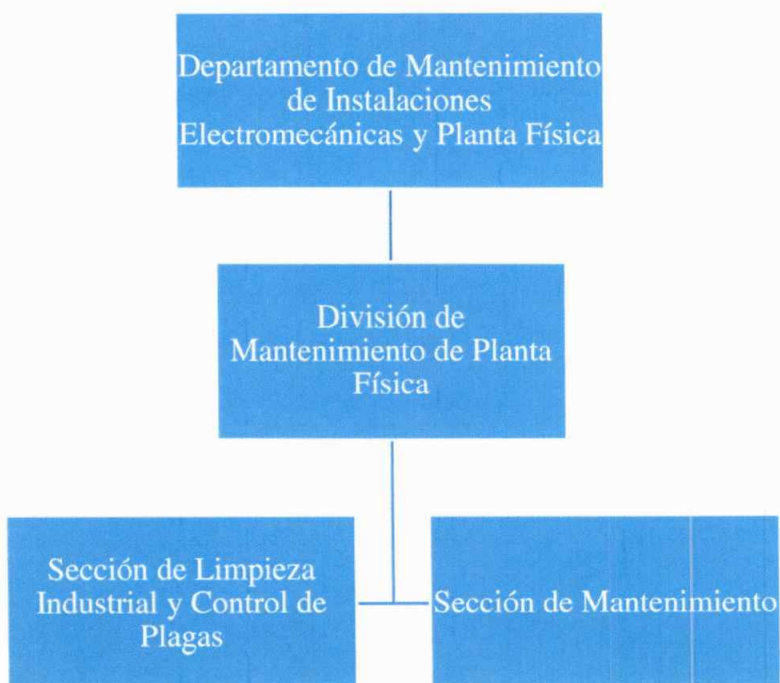 Departamento de Mantenimiento
de Instalaciones
Electromecánicas y Planta Física
División de
Mantenimiento de Planta
Física
Sección de Limpieza
Industrial y Control de
Plagas
Sección de Mantenimiento